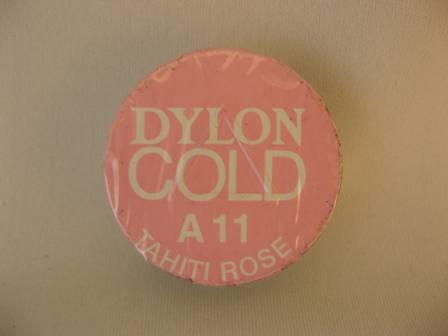 DYLON
COLD
A 11
TAHITI ROSE